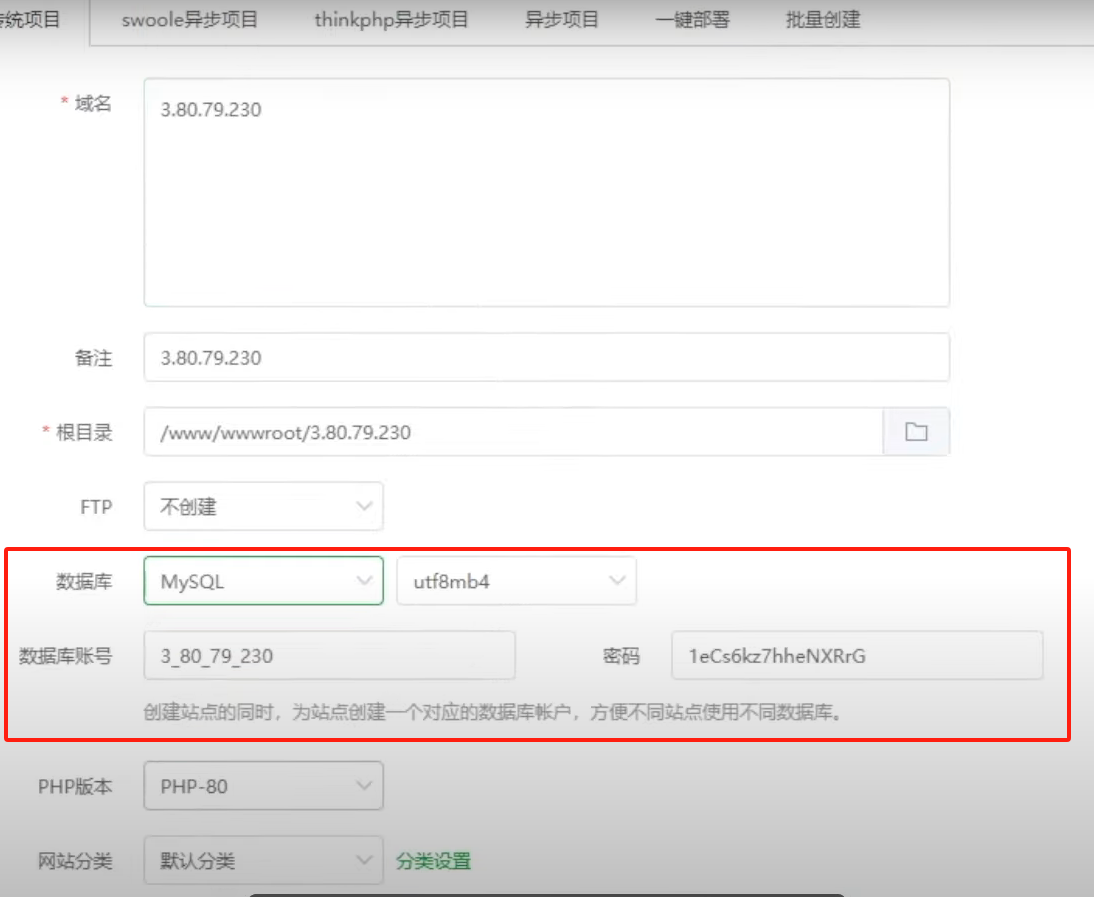 传统项目 swoole异步项目 thinkphp异步项目 异步项目 一键部署 批量创建
* 域名 3.80.79.230
备注 3.80.79.230
* 根目录 /www/wwwroot/3.80.79.230
FTP 不创建
数据库 MySQL utf8mb4
数据库账号 3_80_79_230 密码 1eCs6kz7hheNXRrG
创建站点的同时，为站点创建一个对应的数据库帐户，方便不同站点使用不同数据库。
PHP版本 PHP-80
网站分类 默认分类 分类设置